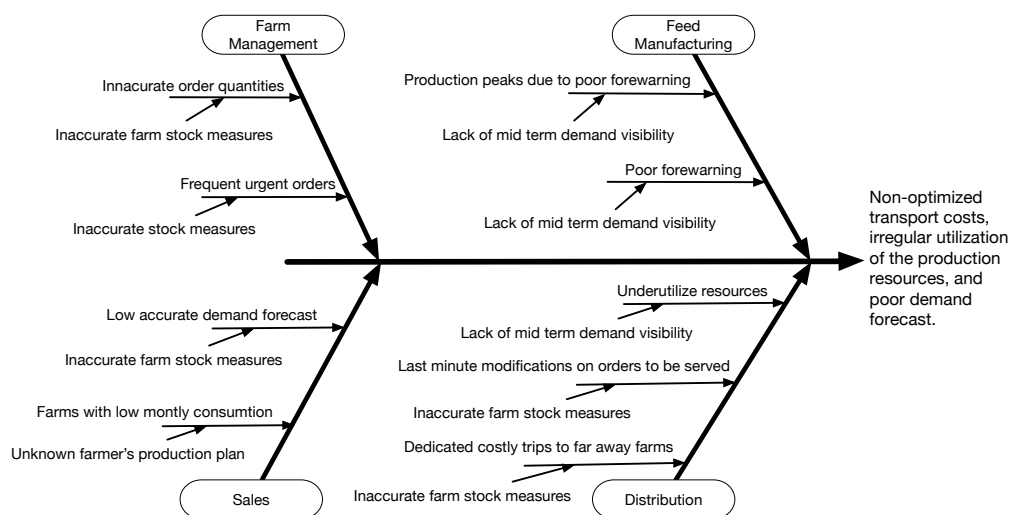 Farm
Management
Feed
Manufacturing
Innacurate order quantities
Inaccurate farm stock measures
Production peaks due to poor forewarning
Lack of mid term demand visibility
Frequent urgent orders
Inaccurate stock measures
Poor forewarning
Lack of mid term demand visibility
Non-optimized
transport costs,
irregular utilization
of the production
resources, and
poor demand
forecast.
Low accurate demand forecast
Inaccurate farm stock measures
Underutilize resources
Lack of mid term demand visibility
Last minute modifications on orders to be served
Inaccurate farm stock measures
Farms with low montly consumtion
Unknown farmer's production plan
Dedicated costly trips to far away farms
Inaccurate farm stock measures
Sales
Distribution